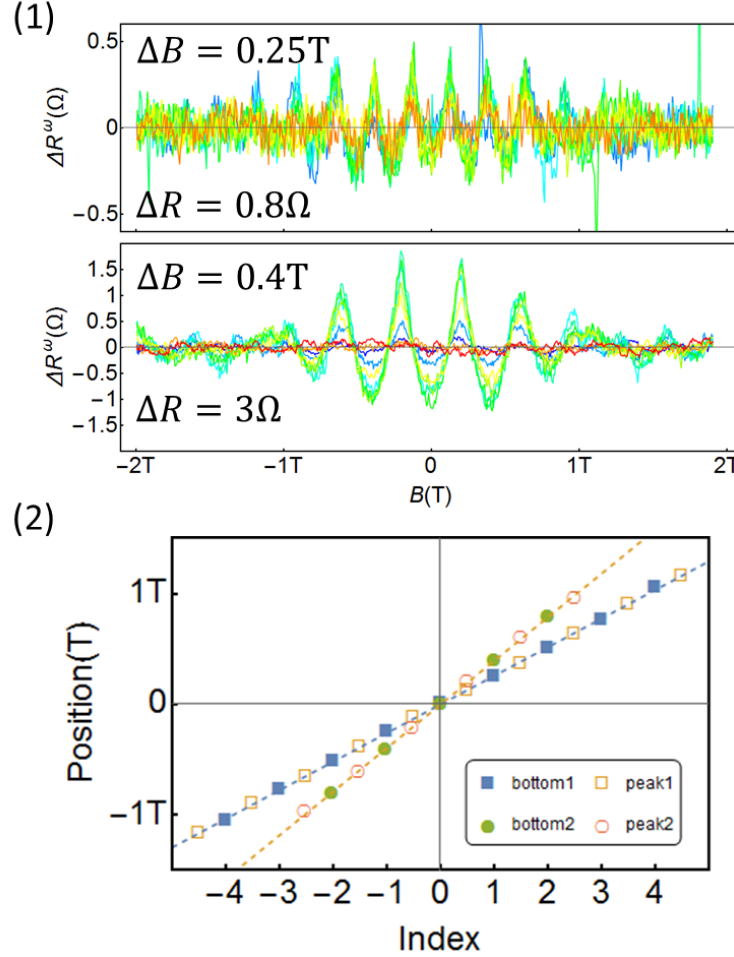 (1)
ΔB = 0.25T
ΔR = 0.8Ω
ΔR^ω(Ω)
0.5
0
−0.5
ΔB = 0.4T
ΔR = 3Ω
ΔR^ω(Ω)
1.5
1
0.5
0
−0.5
−1
−1.5
−2T −1T 0 1T 2T
B(T)
(2)
Position(T)
1T
0
−1T
bottom1 peak1
bottom2 peak2
−4 −3 −2 −1 0 1 2 3 4
Index